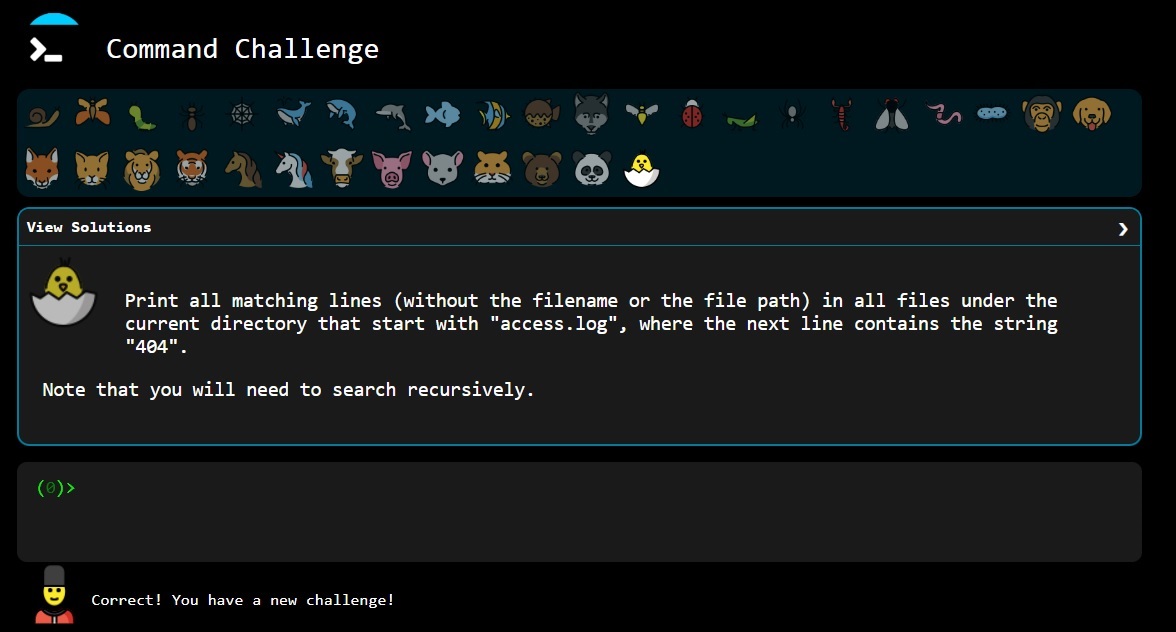 Command Challenge
View Solutions
Print all matching lines (without the filename or the file path) in all files under the
current directory that start with "access.log", where the next line contains the string
"404".
Note that you will need to search recursively.
(0)>
Correct! You have a new challenge!